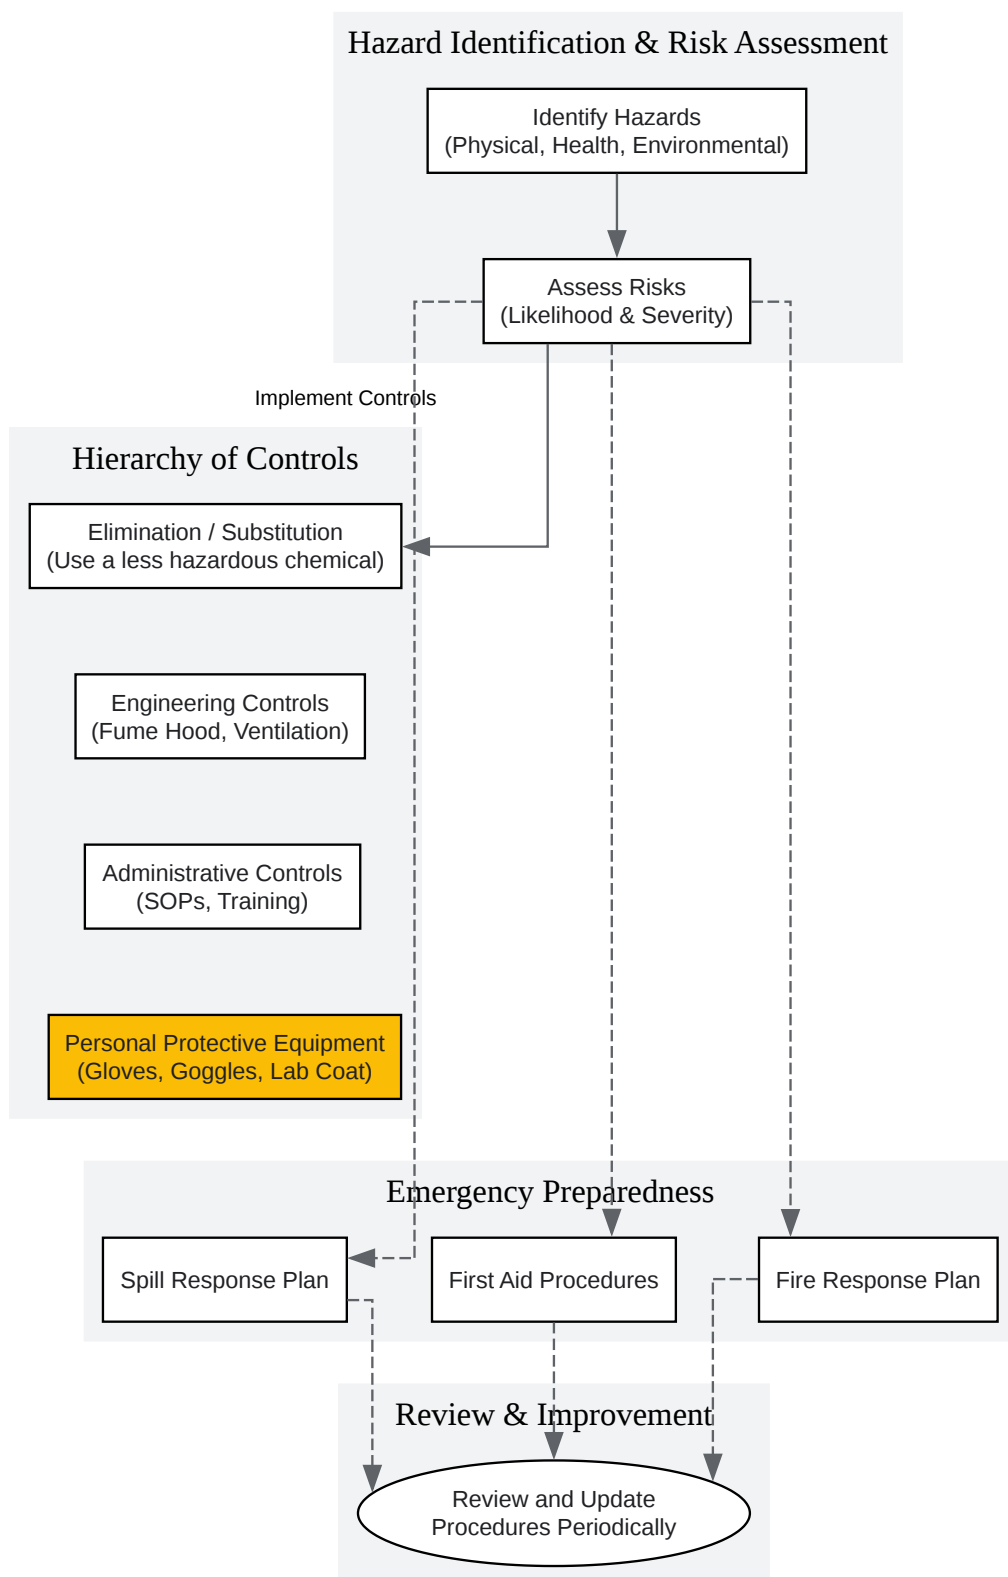 Hazard Identification & Risk Assessment
Identify Hazards
(Physical, Health, Environmental)
Assess Risks
(Likelihood & Severity)
Implement Controls
Hierarchy of Controls
Elimination / Substitution
(Use a less hazardous chemical)
Engineering Controls
(Fume Hood, Ventilation)
Administrative Controls
(SOPs, Training)
Personal Protective Equipment
(Gloves, Goggles, Lab Coat)
Emergency Preparedness
Spill Response Plan
First Aid Procedures
Fire Response Plan
Review & Improvement
Review and Update
Procedures Periodically